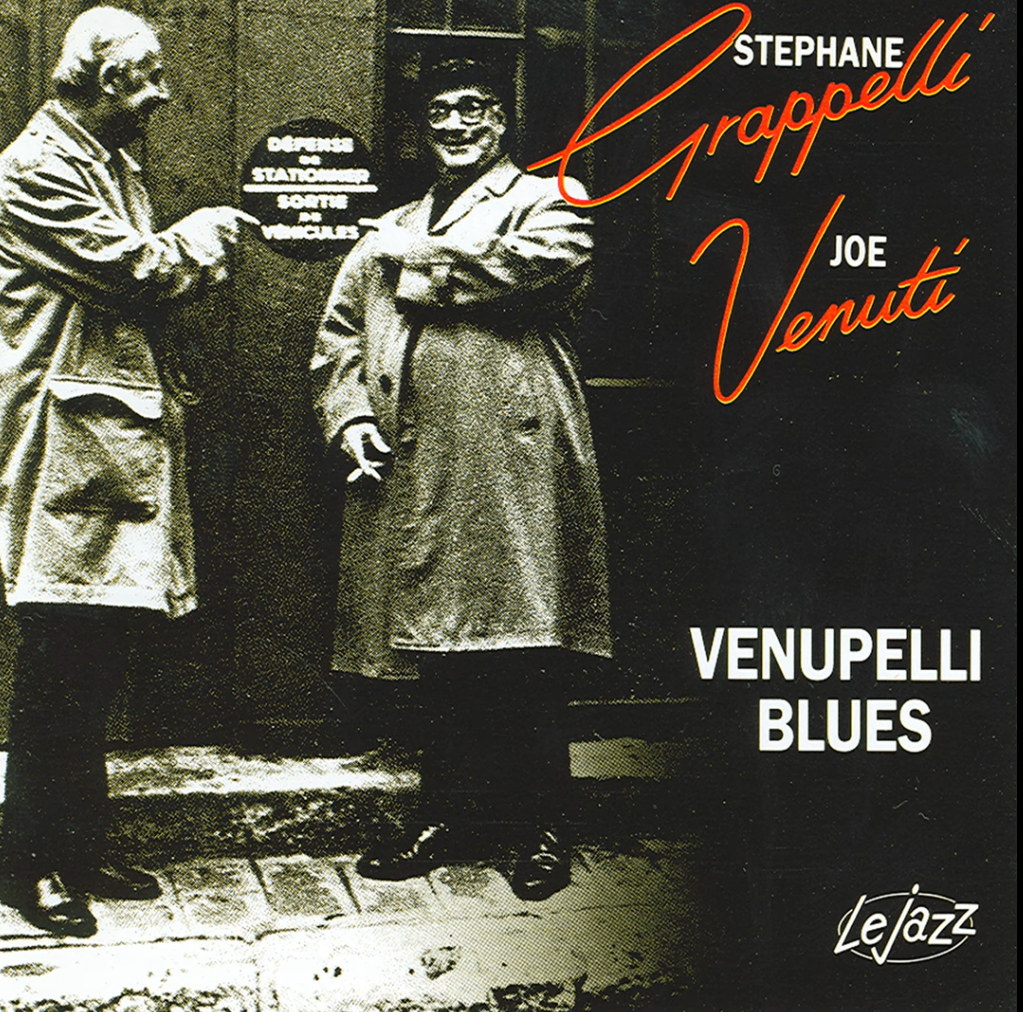 STEPHANE
Grappelli
JOE
Venuti
DÉFENSE
DE
STATIONNER
SORTIE
DE
VÉHICULES
VENUPELLI
BLUES
Le Jazz